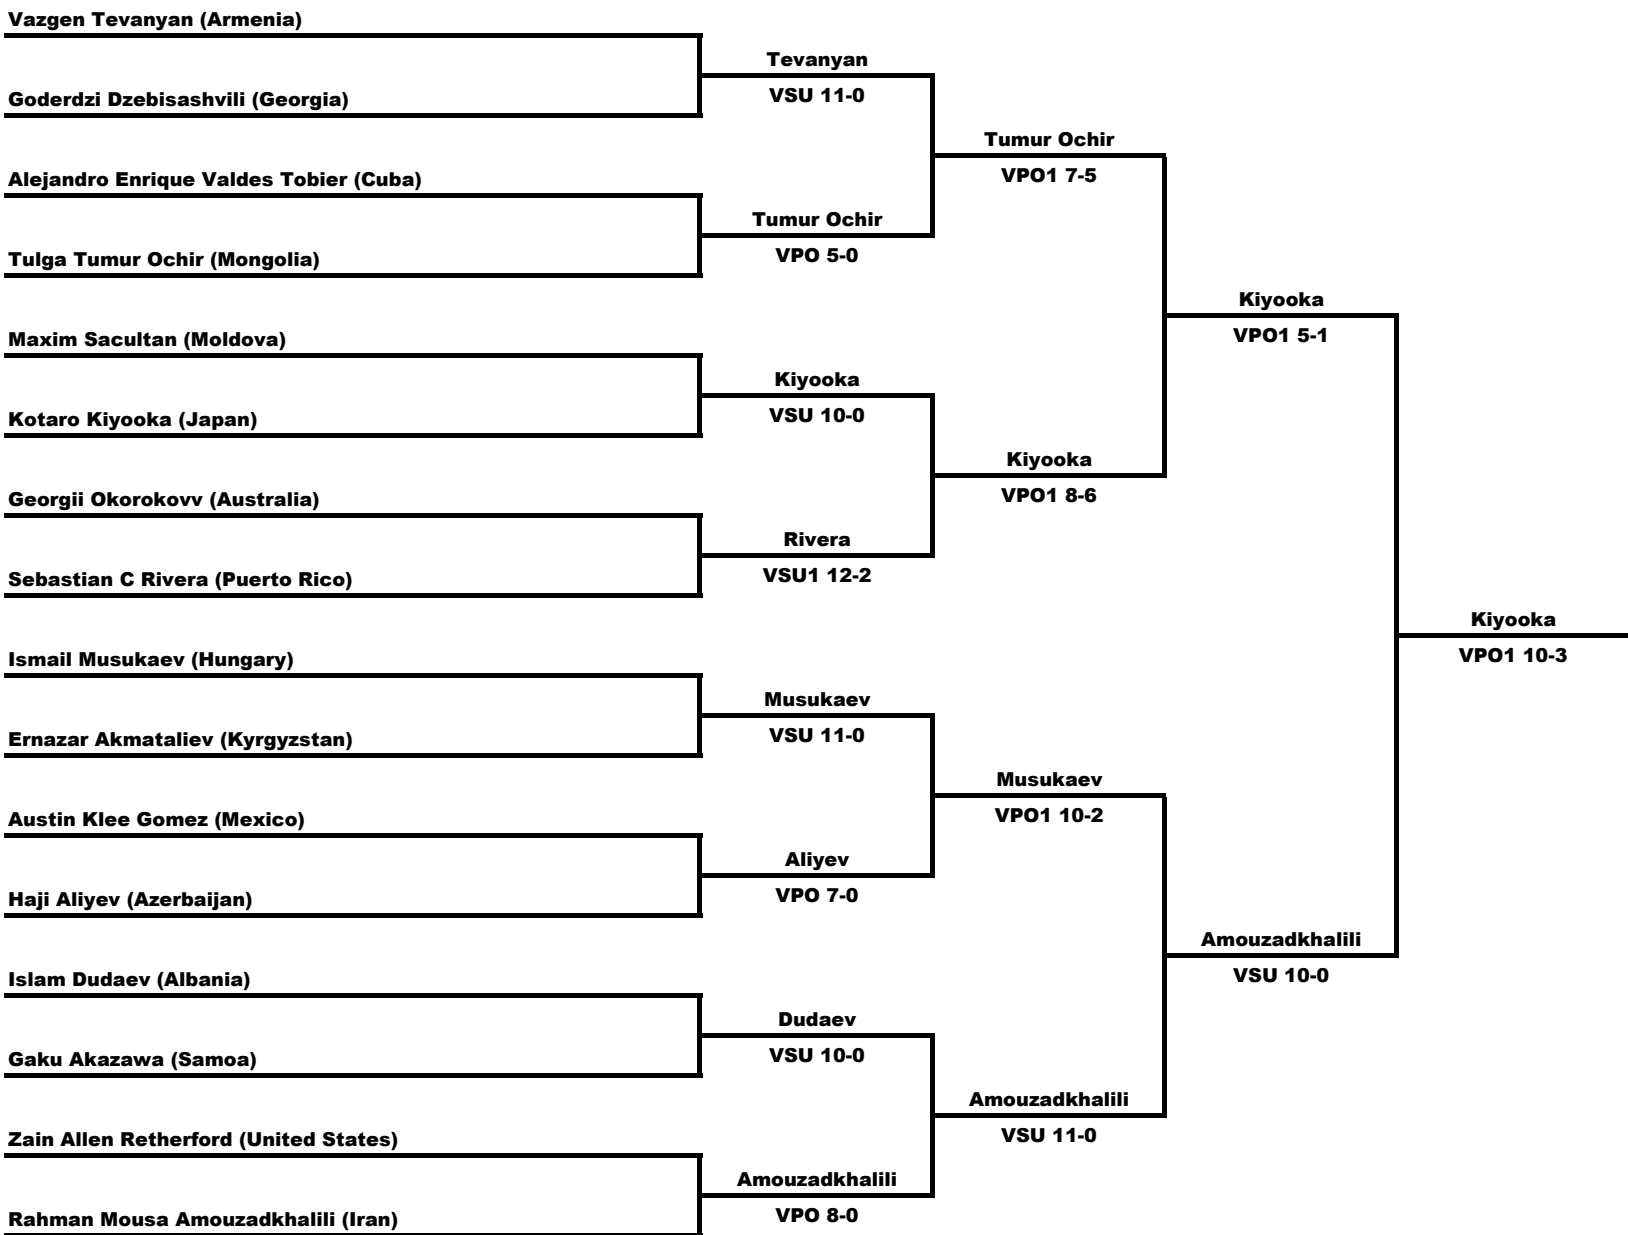 Vazgen Tevanyan (Armenia)
Tevanyan
Goderdzi Dzebisashvili (Georgia)
VSU 11-0
Tumur Ochir
Alejandro Enrique Valdes Tobier (Cuba)
VPO1 7-5
Tumur Ochir
Tulga Tumur Ochir (Mongolia)
VPO 5-0
Kiyooka
Maxim Sacultan (Moldova)
VPO1 5-1
Kiyooka
Kotaro Kiyooka (Japan)
VSU 10-0
Kiyooka
Georgii Okorokovv (Australia)
VPO1 8-6
Rivera
Sebastian C Rivera (Puerto Rico)
VSU1 12-2
Kiyooka
Ismail Musukaev (Hungary)
VPO1 10-3
Musukaev
Ernazar Akmataliev (Kyrgyzstan)
VSU 11-0
Musukaev
Austin Klee Gomez (Mexico)
VPO1 10-2
Aliyev
Haji Aliyev (Azerbaijan)
VPO 7-0
Amouzadkhalili
Islam Dudaev (Albania)
VSU 10-0
Dudaev
Gaku Akazawa (Samoa)
VSU 10-0
Amouzadkhalili
Zain Allen Retherford (United States)
VSU 11-0
Amouzadkhalili
Rahman Mousa Amouzadkhalili (Iran)
VPO 8-0